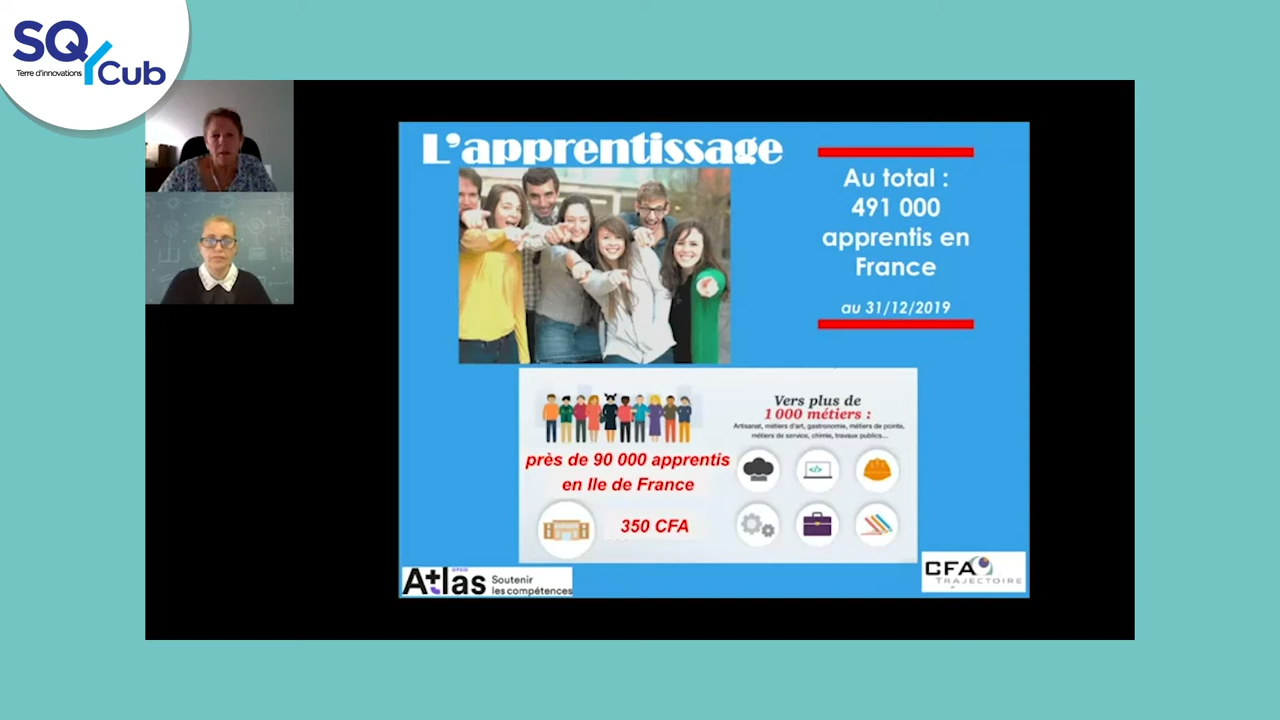 SQY Cub
Terre d'innovations
L'apprentissage
Au total :
491 000
apprentis en
France
au 31/12/2019
près de 90 000 apprentis
en Ile de France
350 CFA
Vers plus de
1 000 métiers :
Artisanat, métiers d'art, gastronomie, métiers de pointe,
métiers de service, chimie, travaux publics...
</>
OPCO
Atlas
Soutenir
les compétences
CFA
TRAJECTOIRE